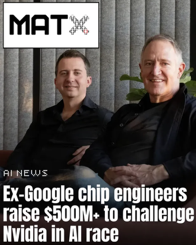 MATX
AI NEWS
Ex-Google chip engineers
raise $500M+ to challenge
Nvidia in AI race